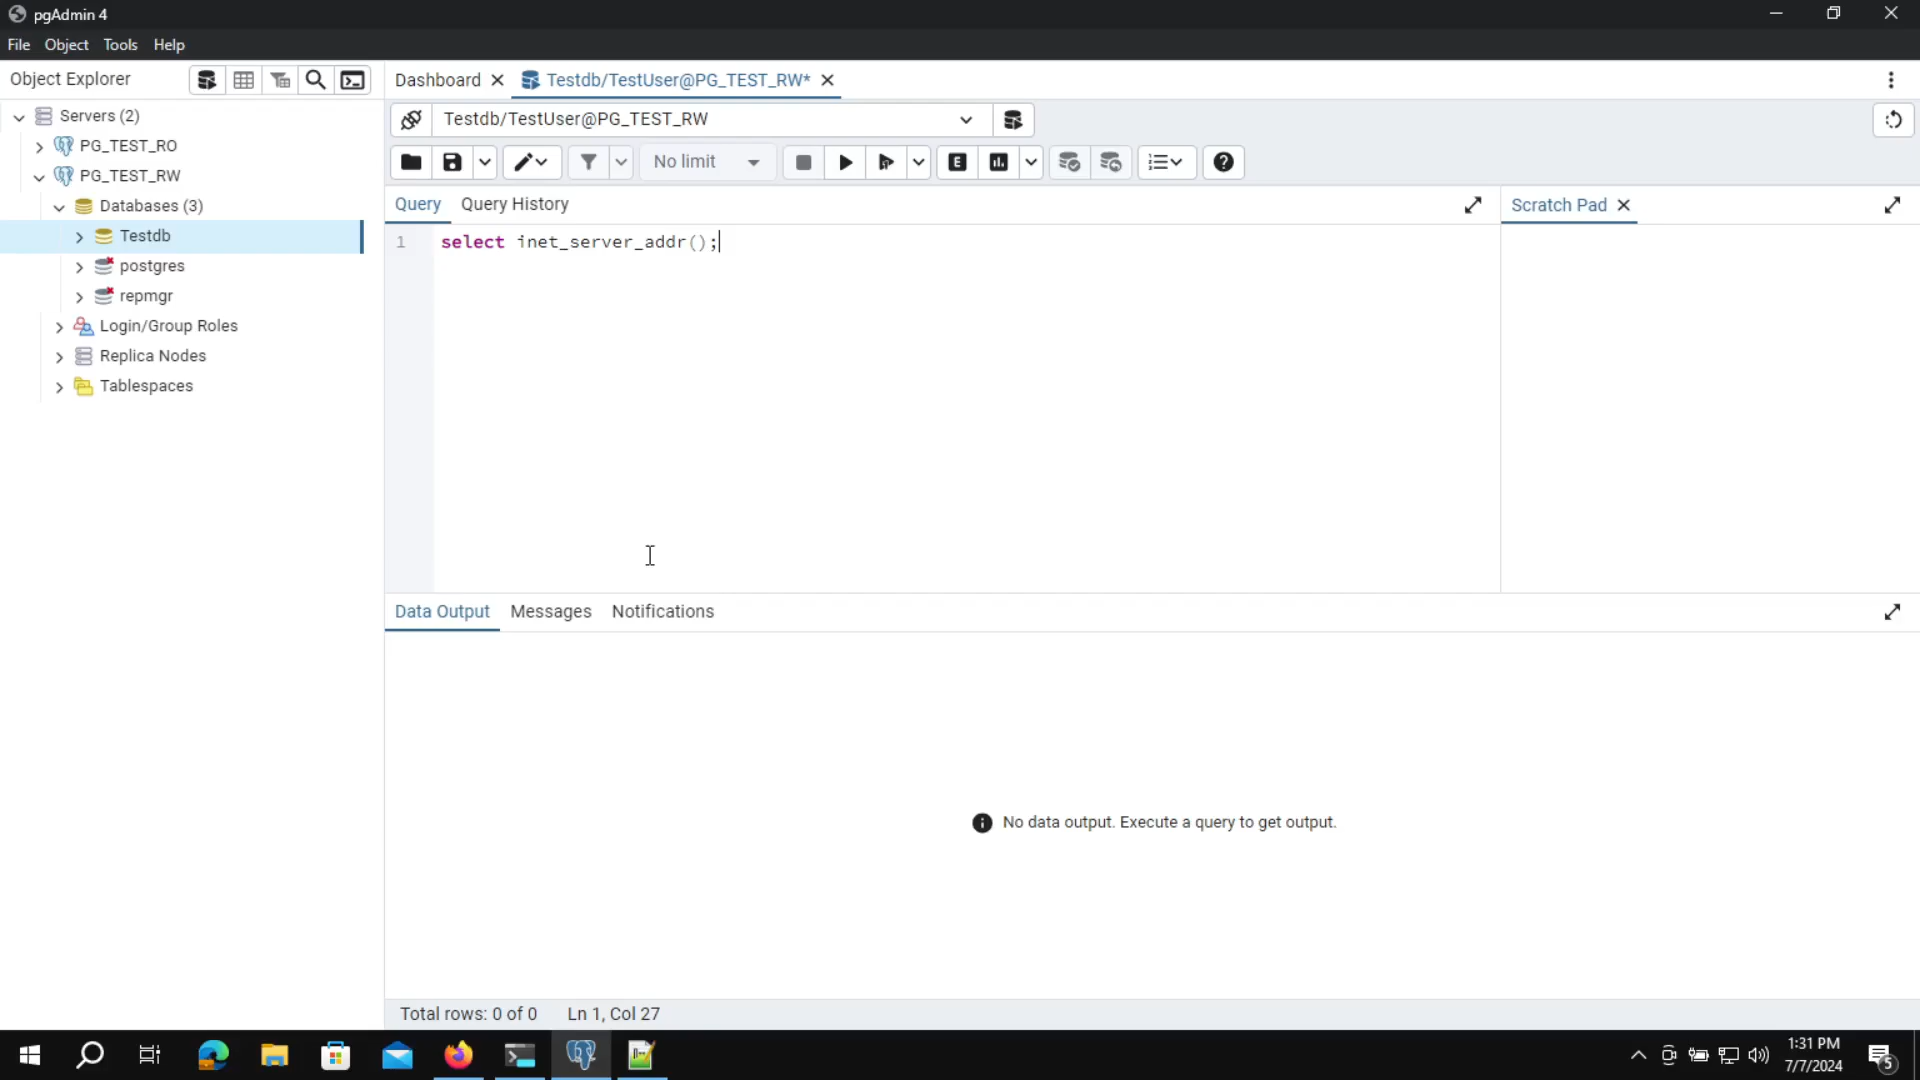 pgAdmin 4
File Object Tools Help
Object Explorer
Dashboard Testdb/TestUser@PG_TEST_RW*
Servers (2)
PG_TEST_RO
PG_TEST_RW
Databases (3)
Testdb
postgres
repmgr
Login/Group Roles
Replica Nodes
Tablespaces
Testdb/TestUser@PG_TEST_RW
No limit
E
Query Query History
Scratch Pad
1 select inet_server_addr();
Data Output Messages Notifications
No data output. Execute a query to get output.
Total rows: 0 of 0 Ln 1, Col 27
1:31 PM
7/7/2024
5